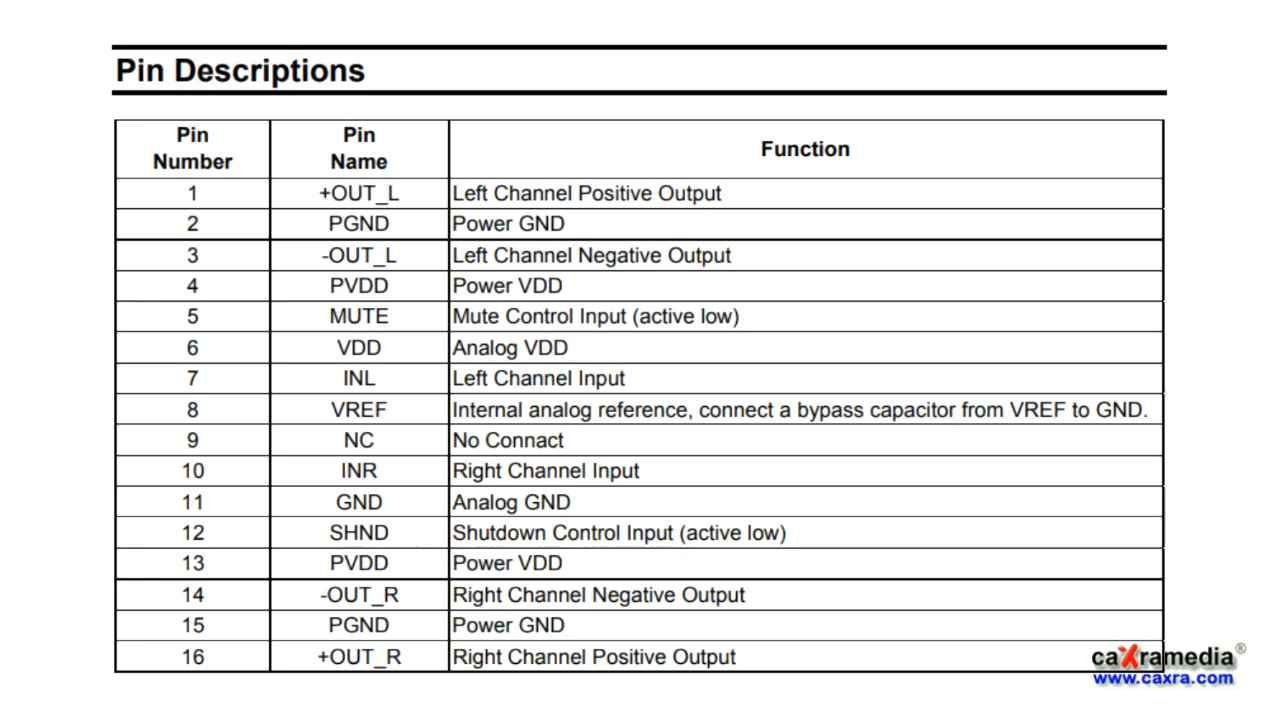 Pin Descriptions
Pin Number Pin Name Function
1 +OUT_L Left Channel Positive Output
2 PGND Power GND
3 -OUT_L Left Channel Negative Output
4 PVDD Power VDD
5 MUTE Mute Control Input (active low)
6 VDD Analog VDD
7 INL Left Channel Input
8 VREF Internal analog reference, connect a bypass capacitor from VREF to GND.
9 NC No Connact
10 INR Right Channel Input
11 GND Analog GND
12 SHND Shutdown Control Input (active low)
13 PVDD Power VDD
14 -OUT_R Right Channel Negative Output
15 PGND Power GND
16 +OUT_R Right Channel Positive Output
caXramedia®
www.caxra.com